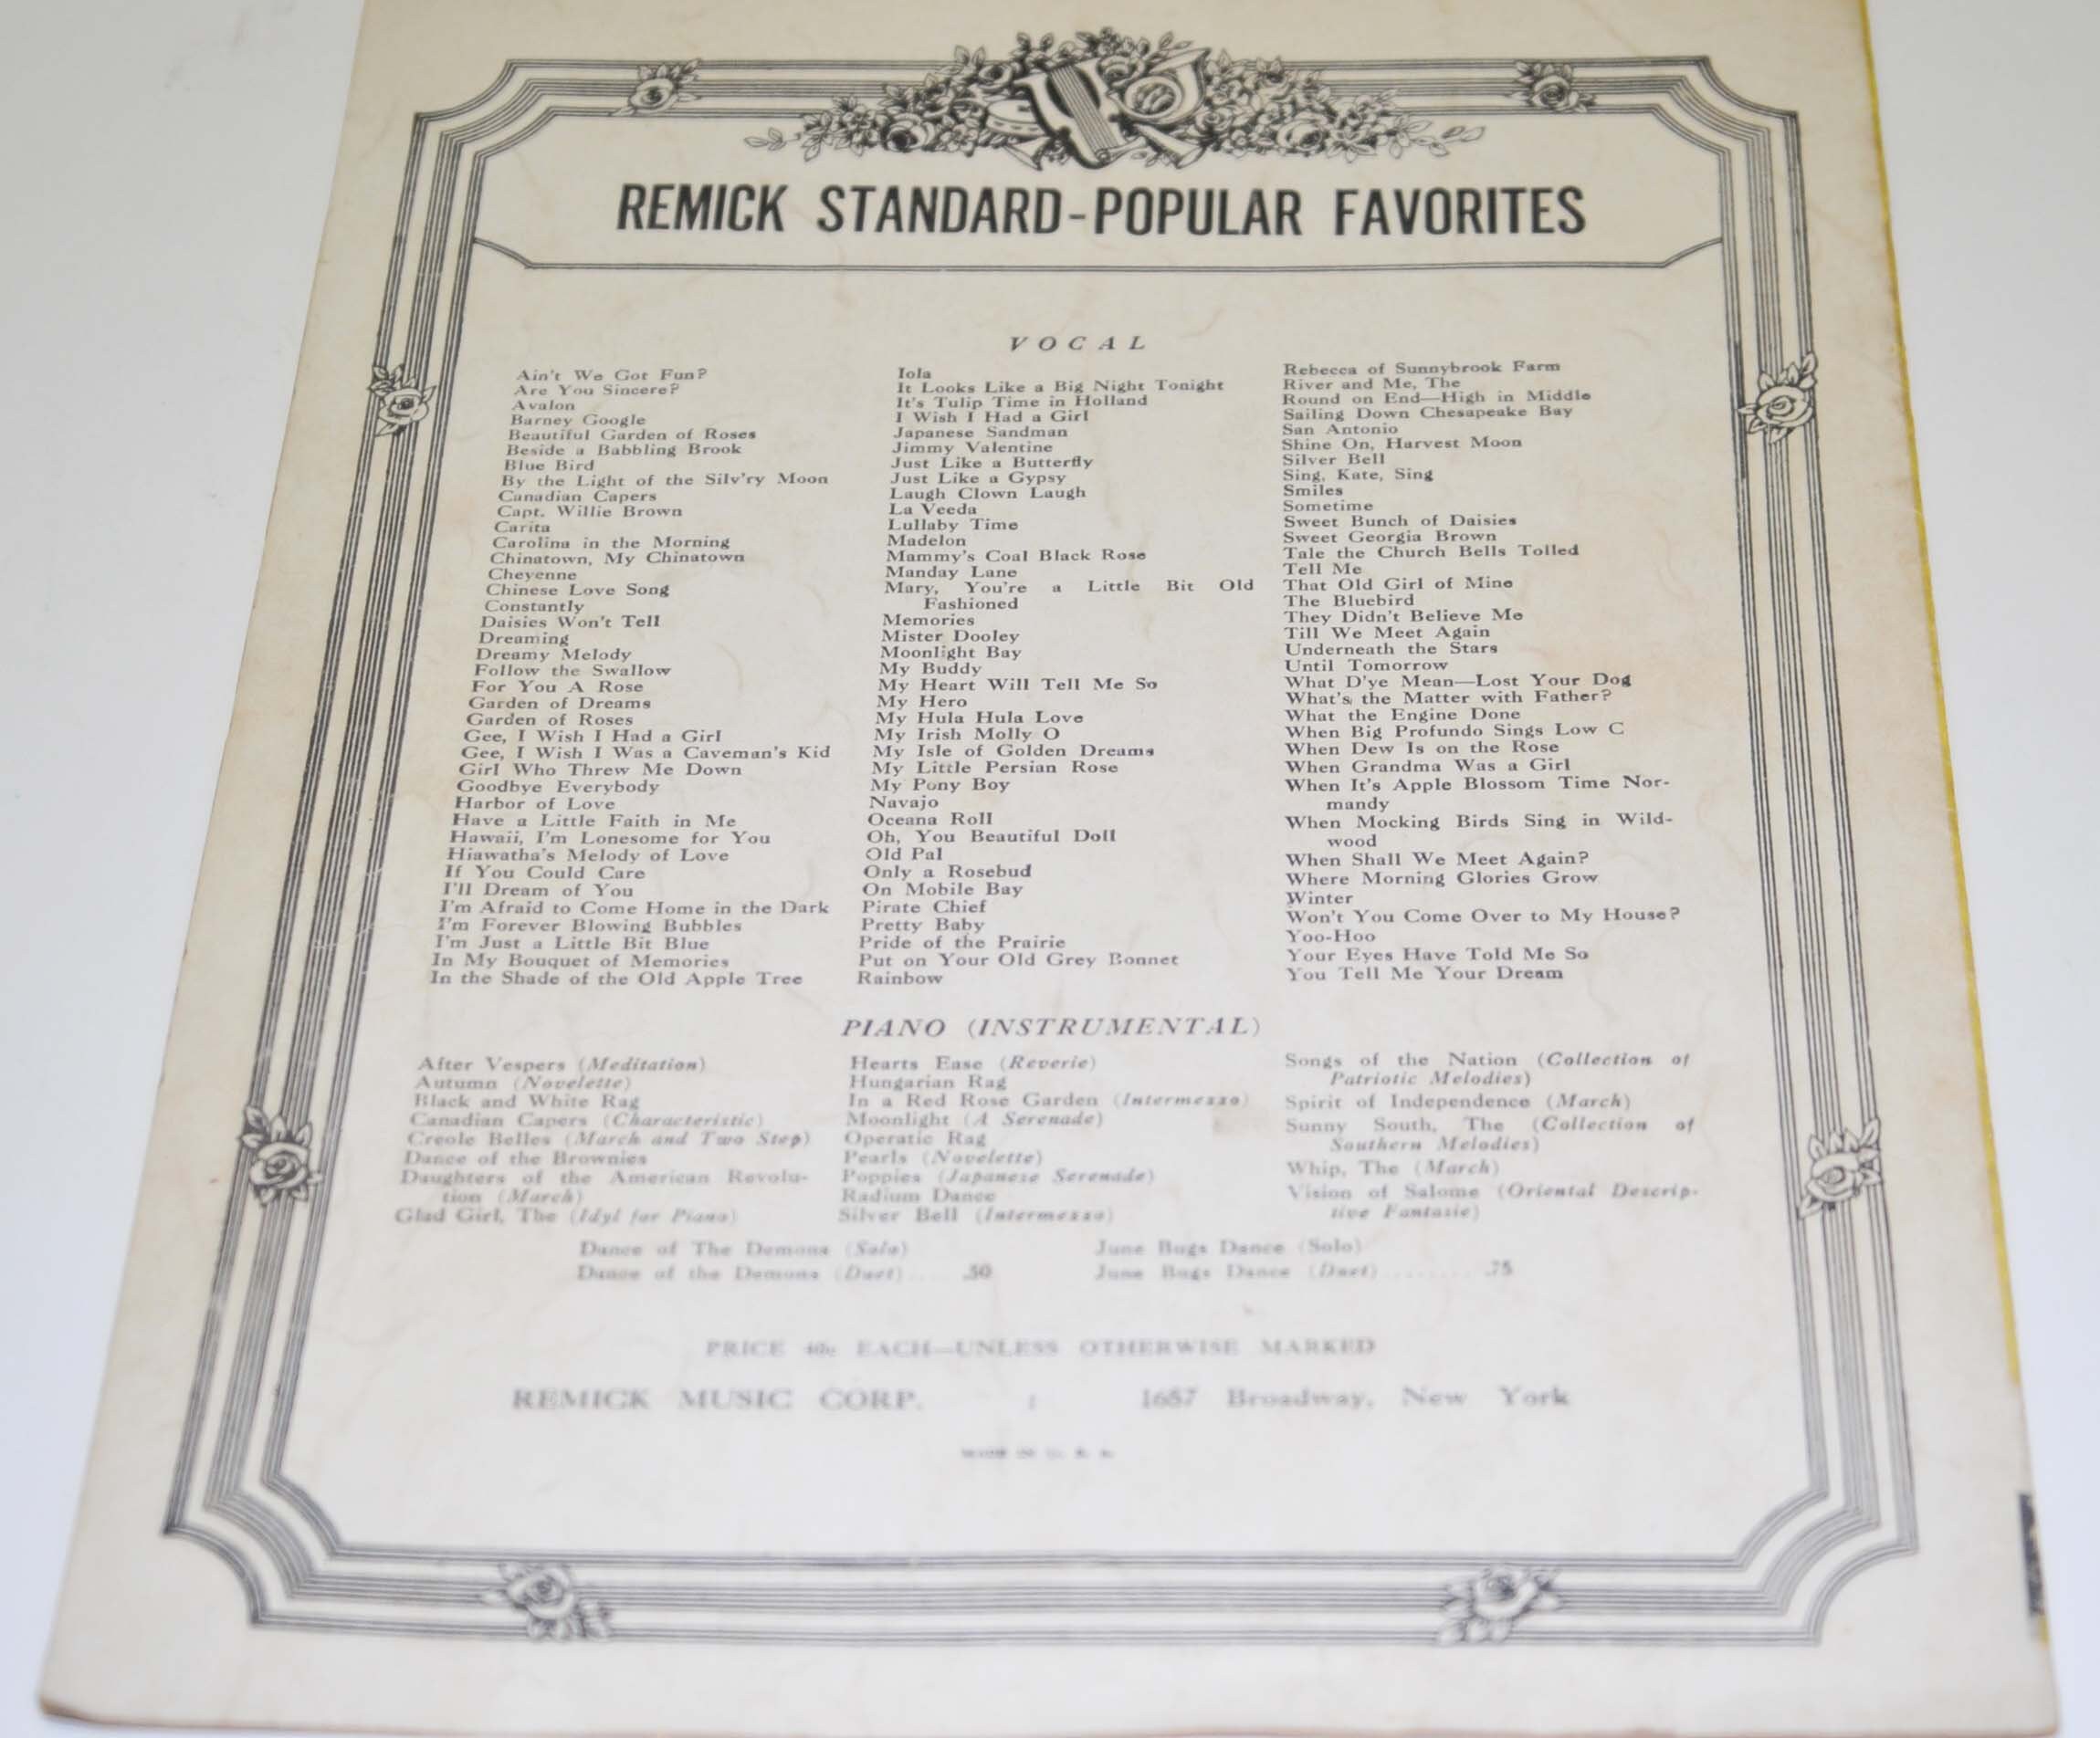 REMICK STANDARD-POPULAR FAVORITES
VOCAL
Ain't We Got Fun?
Are You Sincere?
Avalon
Barney Google
Beautiful Garden of Roses
Beside a Babbling Brook
Blue Bird
By the Light of the Silv'ry Moon
Canadian Capers
Capt. Willie Brown
Carita
Carolina in the Morning
Chinatown, My Chinatown
Cheyenne
Chinese Love Song
Constantly
Daisies Won't Tell
Dreaming
Dreamy Melody
Follow the Swallow
For You A Rose
Garden of Dreams
Garden of Roses
Gee, I Wish I Had a Girl
Gee, I Wish I Was a Caveman's Kid
Girl Who Threw Me Down
Goodbye Everybody
Harbor of Love
Have a Little Faith in Me
Hawaii, I'm Lonesome for You
Hiawatha's Melody of Love
If You Could Care
I'll Dream of You
I'm Afraid to Come Home in the Dark
I'm Forever Blowing Bubbles
I'm Just a Little Bit Blue
In My Bouquet of Memories
In the Shade of the Old Apple Tree
Iola
It Looks Like a Big Night Tonight
It's Tulip Time in Holland
I Wish I Had a Girl
Japanese Sandman
Jimmy Valentine
Just Like a Butterfly
Just Like a Gypsy
Laugh Clown Laugh
La Veeda
Lullaby Time
Madelon
Mammy's Coal Black Rose
Manday Lane
Mary, You're a Little Bit Old
Fashioned
Memories
Mister Dooley
Moonlight Bay
My Buddy
My Heart Will Tell Me So
My Hero
My Hula Hula Love
My Irish Molly O
My Isle of Golden Dreams
My Little Persian Rose
My Pony Boy
Navajo
Oceana Roll
Oh, You Beautiful Doll
Old Pal
Only a Rosebud
On Mobile Bay
Pirate Chief
Pretty Baby
Pride of the Prairie
Put on Your Old Grey Bonnet
Rainbow
Rebecca of Sunnybrook Farm
River and Me, The
Round on End—High in Middle
Sailing Down Chesapeake Bay
San Antonio
Shine On, Harvest Moon
Silver Bell
Sing, Kate, Sing
Smiles
Sometime
Sweet Bunch of Daisies
Sweet Georgia Brown
Tale the Church Bells Tolled
Tell Me
That Old Girl of Mine
The Bluebird
They Didn't Believe Me
Till We Meet Again
Underneath the Stars
Until Tomorrow
What D'ye Mean—Lost Your Dog
What's the Matter with Father?
What the Engine Done
When Big Profundo Sings Low C
When Dew Is on the Rose
When Grandma Was a Girl
When It's Apple Blossom Time Nor-
mandy
When Mocking Birds Sing in Wild-
wood
When Shall We Meet Again?
Where Morning Glories Grow
Winter
Won't You Come Over to My House?
Yoo-Hoo
Your Eyes Have Told Me So
You Tell Me Your Dream
PIANO (INSTRUMENTAL)
After Vespers (Meditation)
Autumn (Novelette)
Black and White Rag
Canadian Capers (Characteristic)
Creole Belles (March and Two Step)
Dance of the Brownies
Daughters of the American Revolu-
tion (March)
Glad Girl, The (Idyl for Piano)
Hearts Ease (Reverie)
Hungarian Rag
In a Red Rose Garden (Intermezzo)
Moonlight (A Serenade)
Operatic Rag
Pearls (Novelette)
Poppies (Japanese Serenade)
Radium Dance
Silver Bell (Intermezzo)
Songs of the Nation (Collection of
Patriotic Melodies)
Spirit of Independence (March)
Sunny South, The (Collection of
Southern Melodies)
Whip, The (March)
Vision of Salome (Oriental Descrip-
tive Fantasie)
Dance of The Demons (Solo)
Dance of the Demons (Duet) .... .50
June Bugs Dance (Solo)
June Bugs Dance (Duet) ......... .75
PRICE 40c EACH—UNLESS OTHERWISE MARKED
REMICK MUSIC CORP. : 1657 Broadway, New York
MADE IN U. S. A.